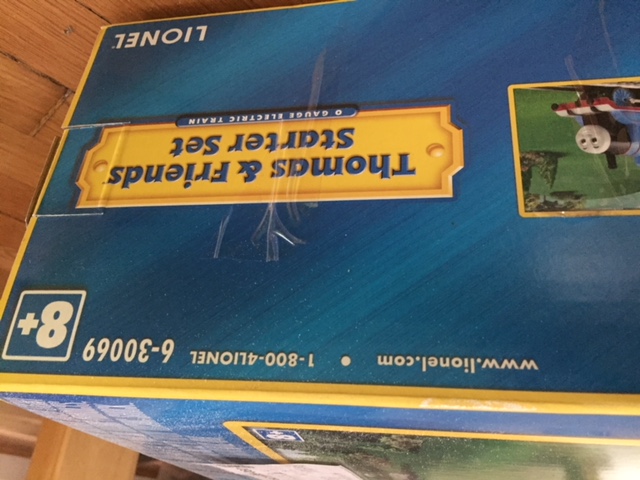 www.lionel.com • 1-800-4LIONEL 6-30069 8+
Thomas & Friends
Starter Set
O GAUGE ELECTRIC TRAIN
LIONEL